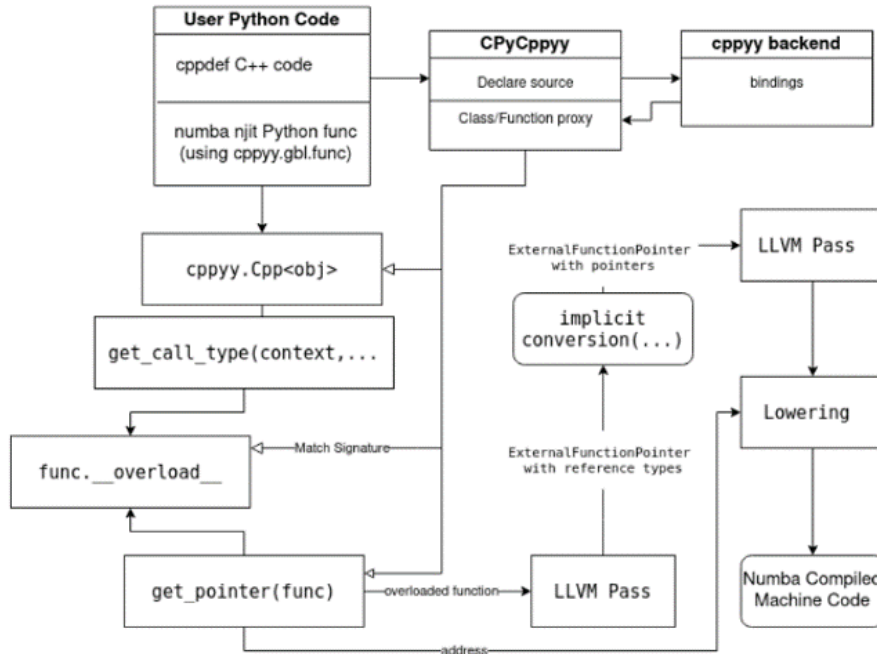 User Python Code
cppdef C++ code
numba njit Python func
(using cppyy.gbl.func)
CPyCppyy
Declare source
Class/Function proxy
cppyy backend
bindings
cppyy.Cpp<obj>
get_call_type(context,...
func.__overload__
Match Signature
get_pointer(func)
overloaded function
address
LLVM Pass
ExternalFunctionPointer
with reference types
implicit
conversion(...)
ExternalFunctionPointer
with pointers
LLVM Pass
Lowering
Numba Compiled
Machine Code